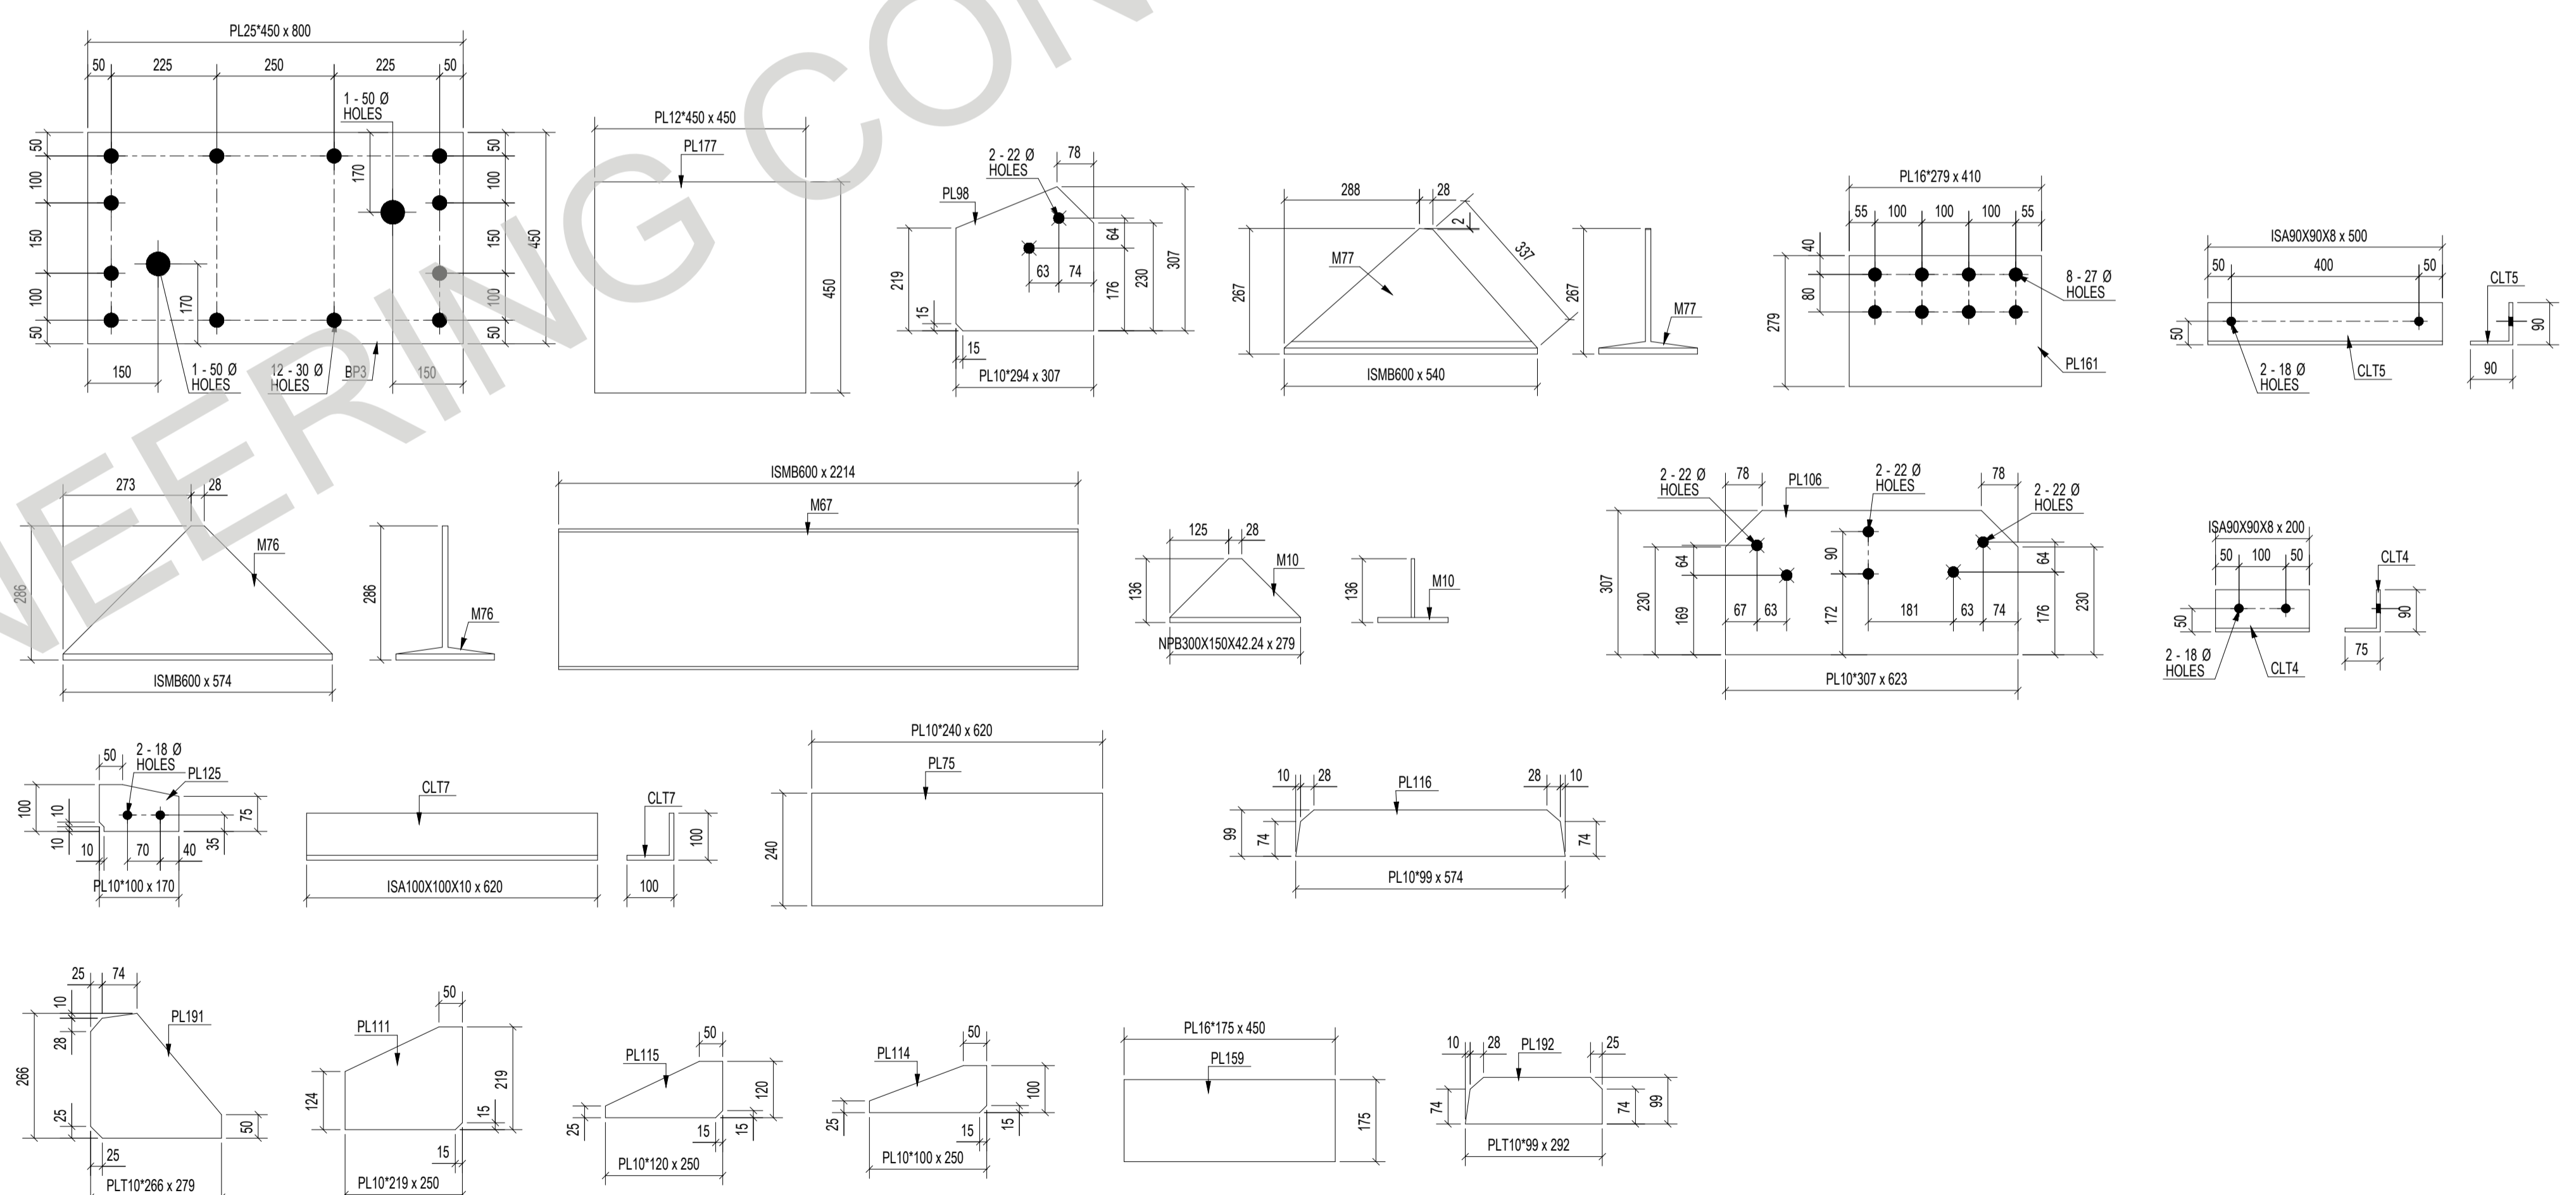 PL25*450 x 800
50
225
250
225
50
1 - 50 Ø
HOLES
50
100
150
100
50
170
170
50
100
150
100
50
450
150
1 - 50 Ø
HOLES
12 - 30 Ø
HOLES
BP3
150
PL12*450 x 450
PL177
450
2 - 22 Ø
HOLES
78
PL98
219
15
15
63
74
64
176
230
307
PL10*294 x 307
288
28
2
337
M77
267
ISMB600 x 540
267
M77
PL16*279 x 410
55
100
100
100
55
40
80
279
8 - 27 Ø
HOLES
PL161
ISA90X90X8 x 500
50
400
50
50
2 - 18 Ø
HOLES
CLT5
CLT5
90
90
273
28
M76
286
ISMB600 x 574
286
M76
ISMB600 x 2214
M67
125
28
M10
136
NPB300X150X42.24 x 279
136
M10
2 - 22 Ø
HOLES
78
PL106
2 - 22 Ø
HOLES
78
2 - 22 Ø
HOLES
307
230
64
169
67
63
90
172
181
63
74
64
176
230
PL10*307 x 623
ISA90X90X8 x 200
50
100
50
50
2 - 18 Ø
HOLES
CLT4
CLT4
90
75
50
2 - 18 Ø
HOLES
PL125
100
10
10
10
70
40
35
75
PL10*100 x 170
CLT7
ISA100X100X10 x 620
CLT7
100
100
PL10*240 x 620
PL75
240
10
28
PL116
28
10
99
74
74
PL10*99 x 574
25
74
10
28
266
25
25
PL191
50
PLT10*266 x 279
50
PL111
124
219
15
15
PL10*219 x 250
50
PL115
25
120
15
15
PL10*120 x 250
50
PL114
25
100
15
15
PL10*100 x 250
PL16*175 x 450
PL159
175
10
28
PL192
25
74
74
99
PLT10*99 x 292
NEERING CON